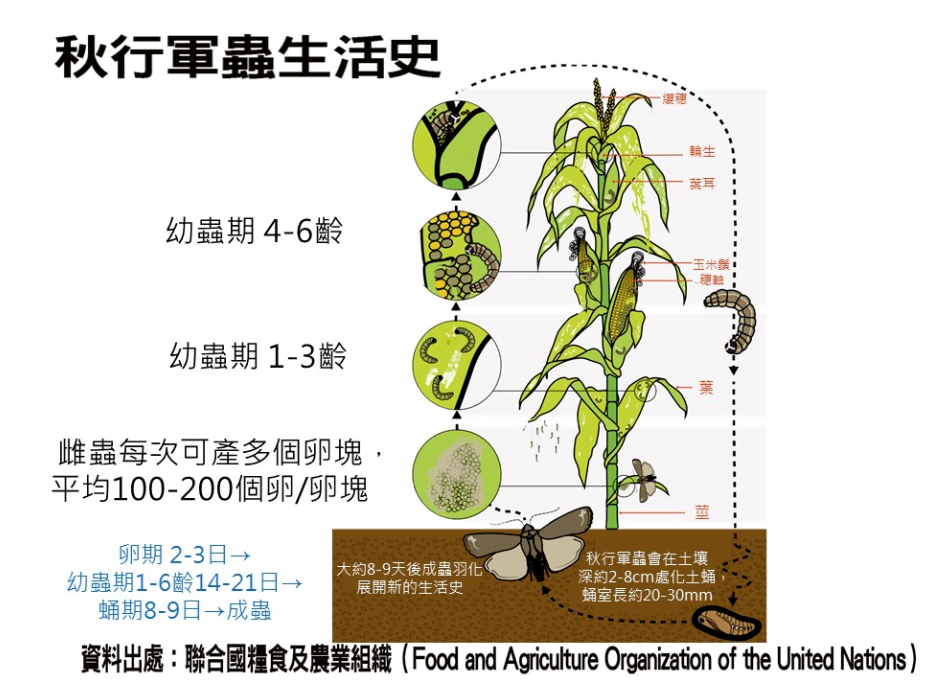 秋行軍蟲生活史
纓穗
輪生
葉耳
幼蟲期 4-6齡
玉米鬚
穗軸
幼蟲期 1-3齡
葉
雌蟲每次可產多個卵塊，
平均100-200個卵/卵塊
莖
卵期 2-3日→
幼蟲期1-6齡14-21日→
蛹期8-9日→成蟲
大約8-9天後成蟲羽化
展開新的生活史
秋行軍蟲會在土壤
深約2-8cm處化土蛹，
蛹室長約20-30mm
資料出處：聯合國糧食及農業組織（Food and Agriculture Organization of the United Nations）